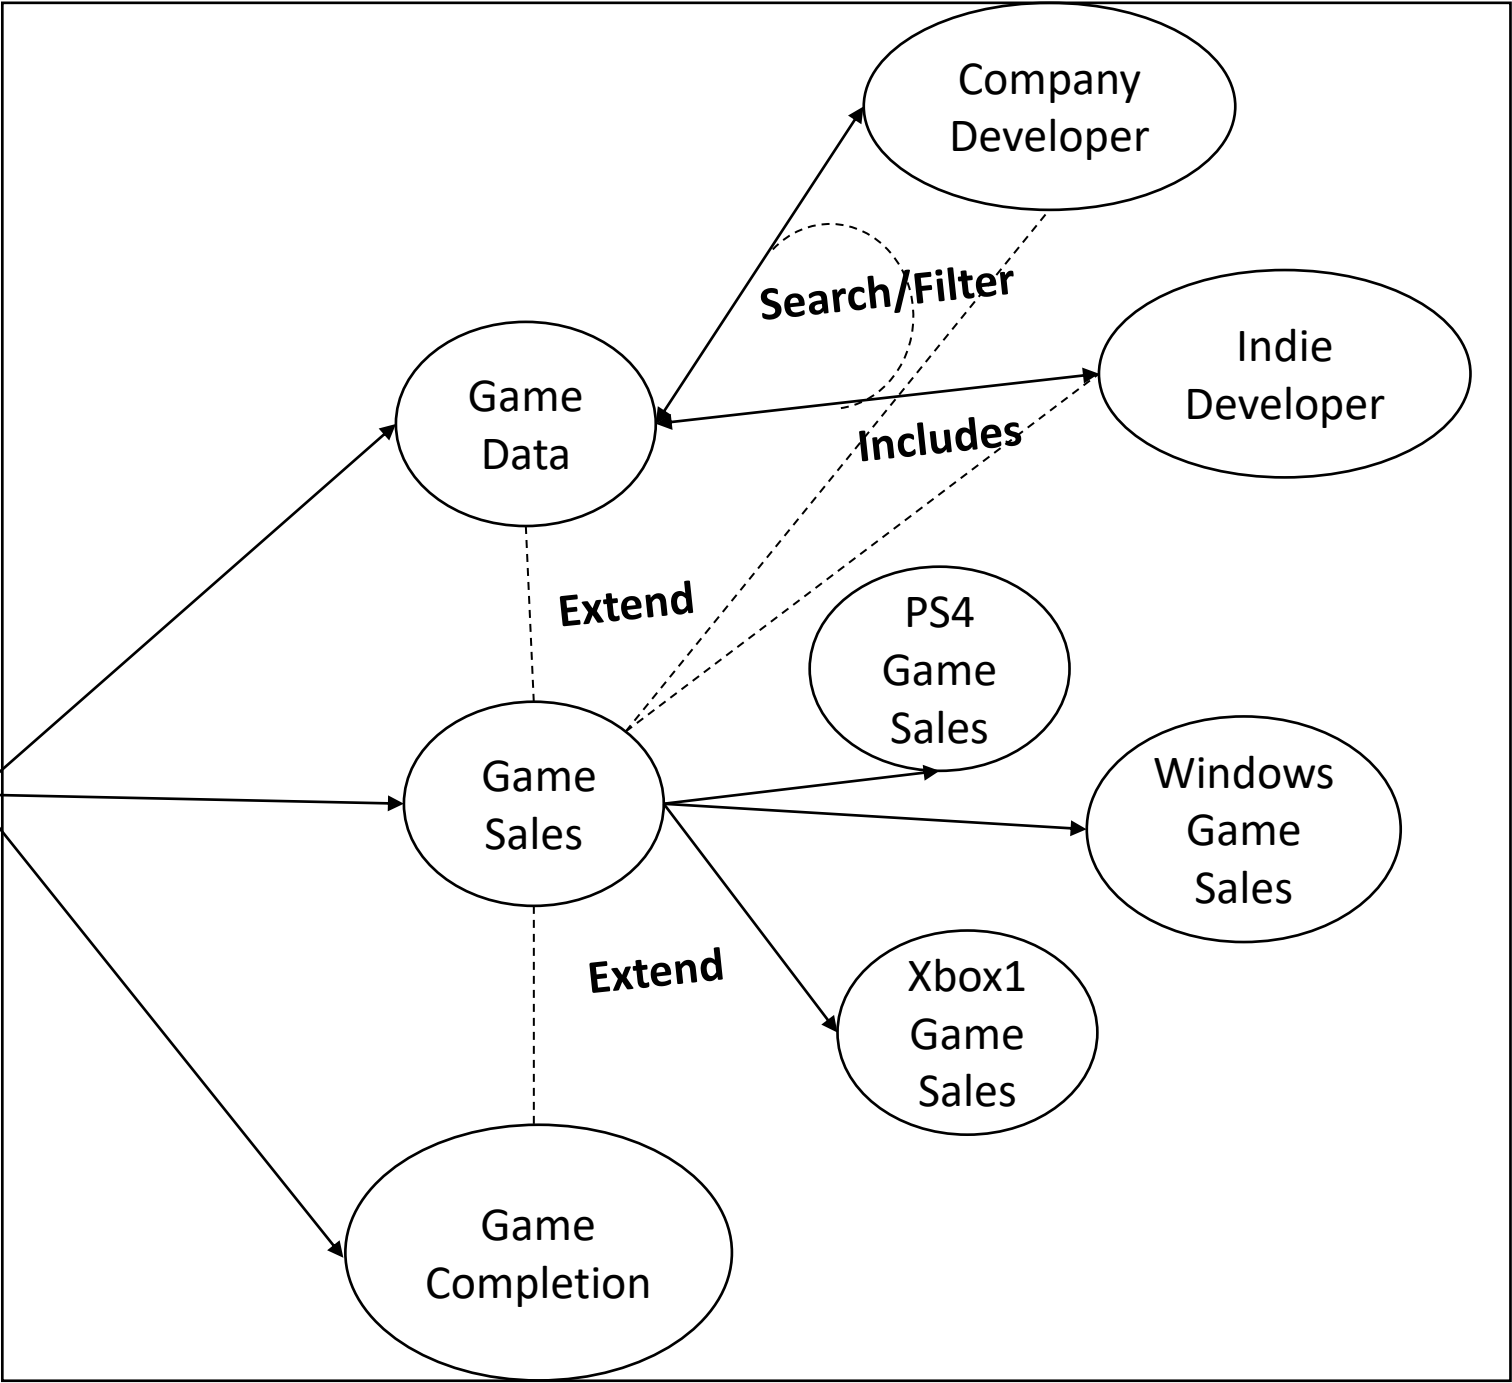 Company
Developer
Search/Filter
Indie
Developer
Game
Data
Includes
Extend
PS4
Game
Sales
Game
Sales
Windows
Game
Sales
Extend
Xbox1
Game
Sales
Game
Completion